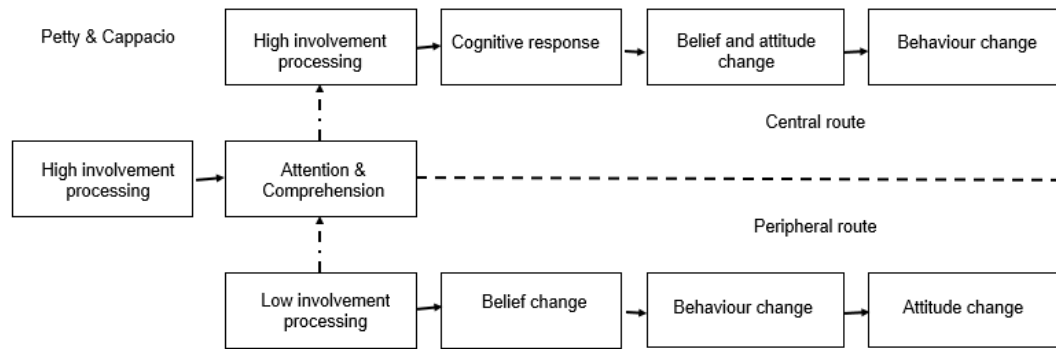 Petty & Cappacio
High involvement
processing
Cognitive response
Belief and attitude
change
Behaviour change
Central route
High involvement
processing
Attention &
Comprehension
Peripheral route
Low involvement
processing
Belief change
Behaviour change
Attitude change